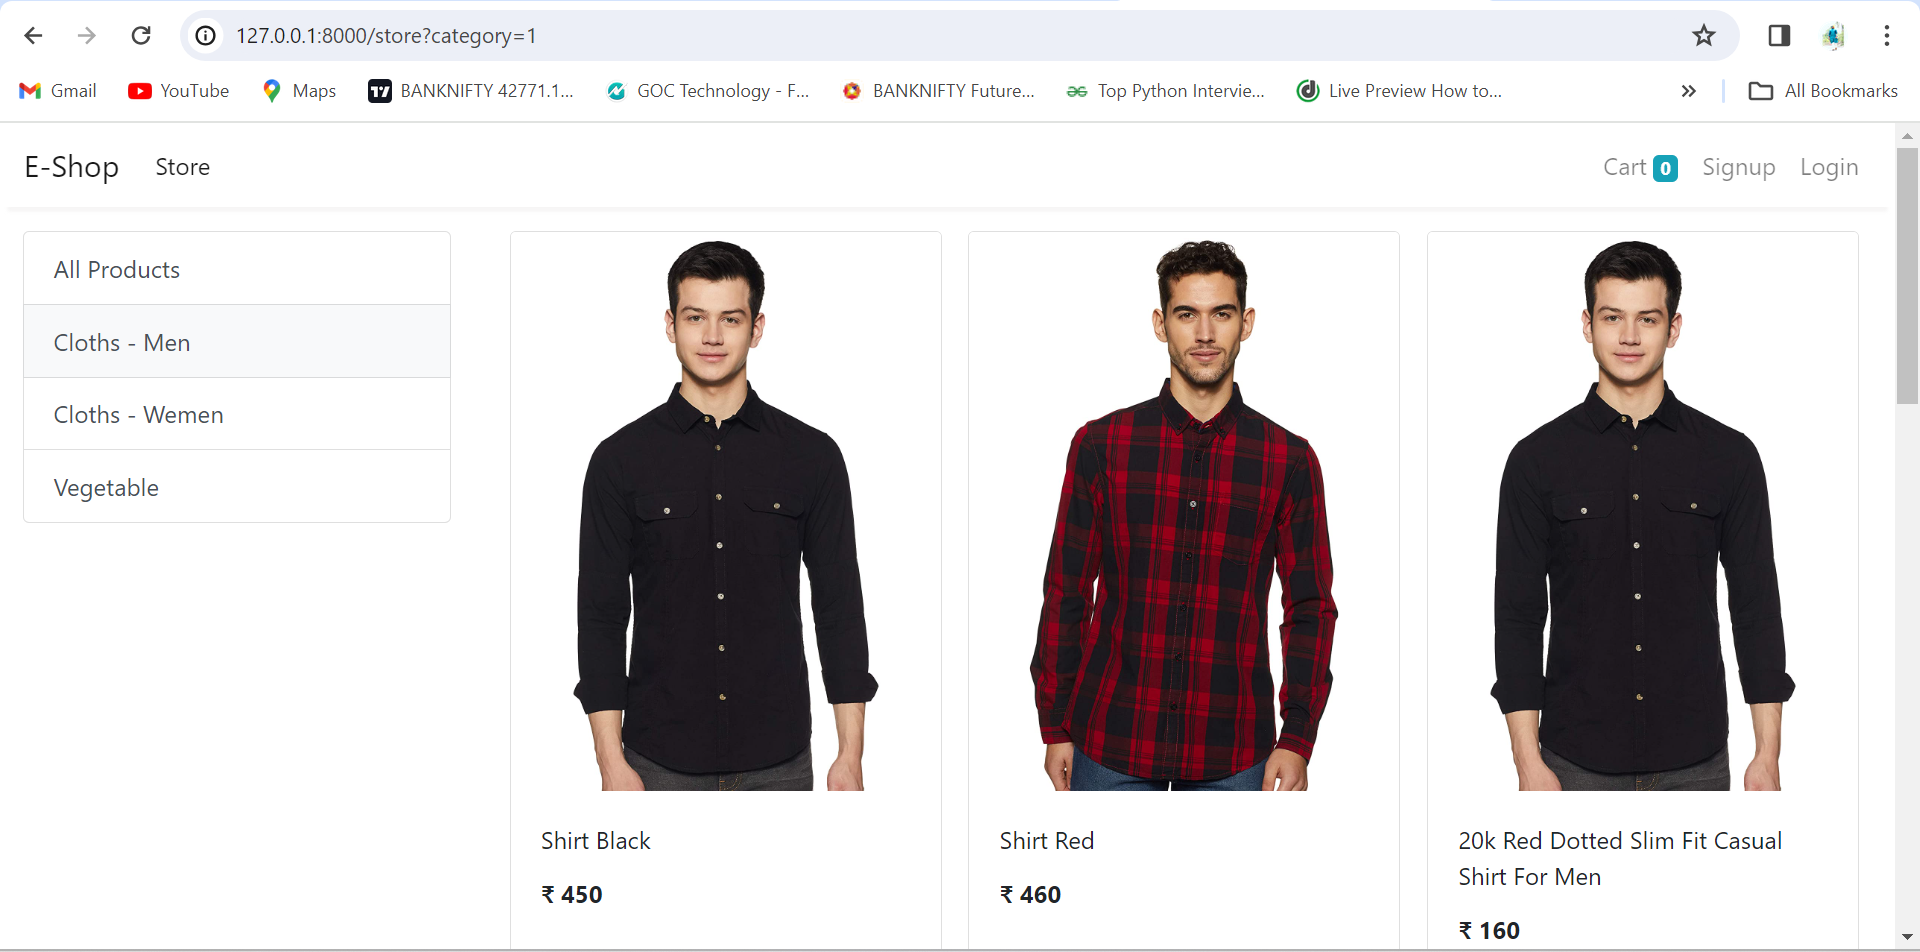 127.0.0.1:8000/store?category=1
Gmail YouTube Maps BANKNIFTY 42771.1... GOC Technology - F... BANKNIFTY Future... Top Python Intervie... Live Preview How to... » All Bookmarks
E-Shop Store Cart 0 Signup Login
All Products
Cloths - Men
Cloths - Wemen
Vegetable
Shirt Black
₹ 450
Shirt Red
₹ 460
20k Red Dotted Slim Fit Casual
Shirt For Men
₹ 160